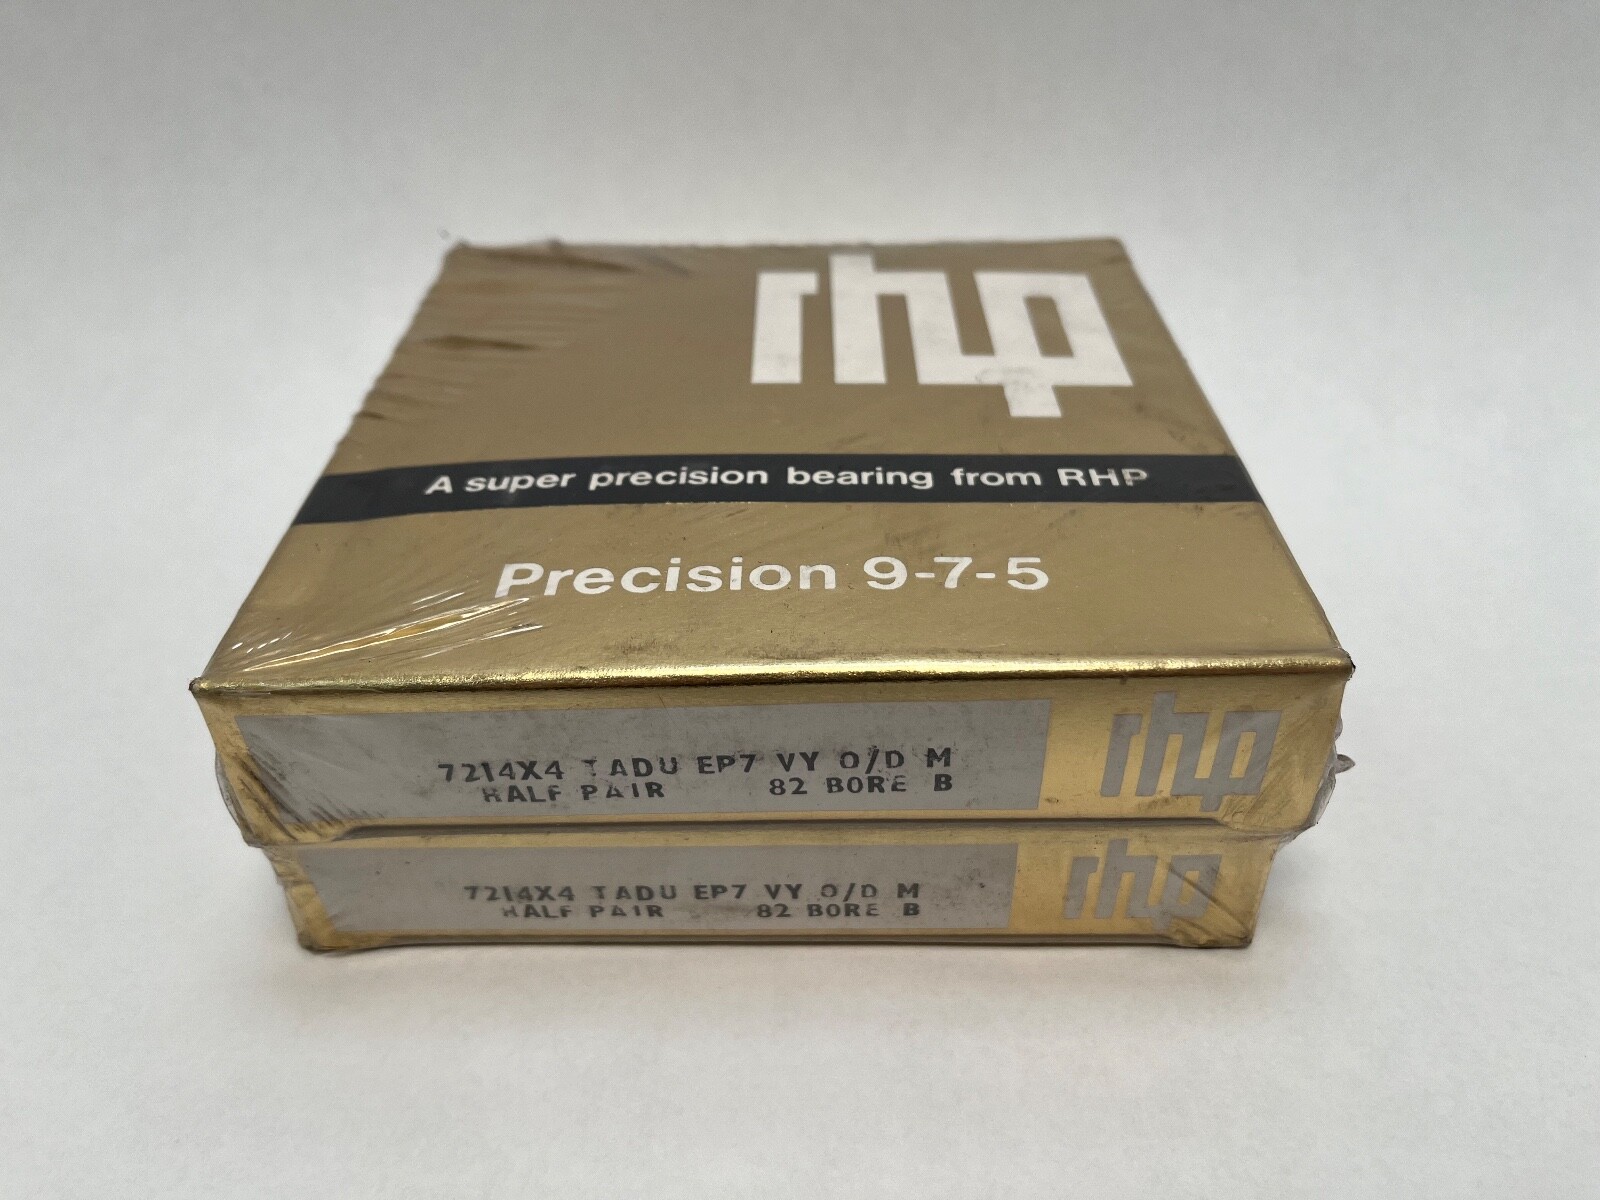 rhp
A super precision bearing from RHP
Precision 9-7-5
7214X4 TADU EP7 VY O/D M
HALF PAIR 82 BORE B
rhp
7214X4 TADU EP7 VY O/D M
HALF PAIR 82 BORE B
rhp